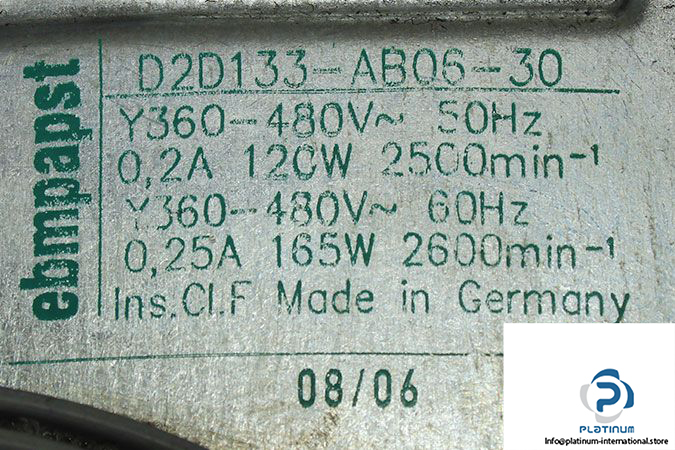 ebmpapst
D2D133-AB06-30
Y360-480V~ 50Hz
0,2A 120W 2500min-1
Y360-480V~ 60Hz
0,25A 165W 2600min-1
Ins.Cl.F Made in Germany
08/06
PLATINUM
Info@platinum-international.store